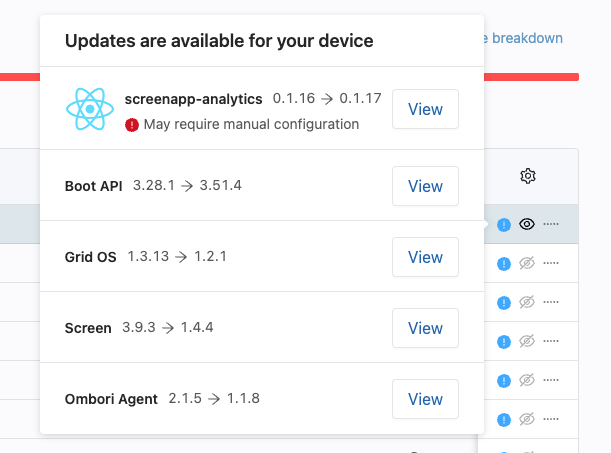 Updates are available for your device
breakdown
screenapp-analytics 0.1.16 → 0.1.17
May require manual configuration
View
Boot API 3.28.1 → 3.51.4
View
Grid OS 1.3.13 → 1.2.1
View
Screen 3.9.3 → 1.4.4
View
Ombori Agent 2.1.5 → 1.1.8
View